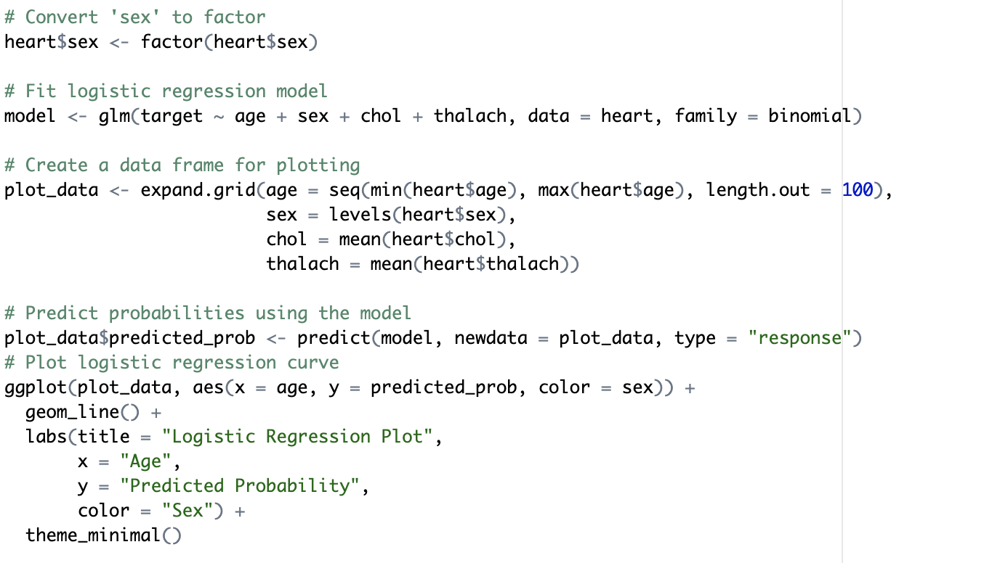 # Convert 'sex' to factor
heart$sex <- factor(heart$sex)
# Fit logistic regression model
model <- glm(target ~ age + sex + chol + thalach, data = heart, family = binomial)
# Create a data frame for plotting
plot_data <- expand.grid(age = seq(min(heart$age), max(heart$age), length.out = 100),
                         sex = levels(heart$sex),
                         chol = mean(heart$chol),
                         thalach = mean(heart$thalach))
# Predict probabilities using the model
plot_data$predicted_prob <- predict(model, newdata = plot_data, type = "response")
# Plot logistic regression curve
ggplot(plot_data, aes(x = age, y = predicted_prob, color = sex)) +
  geom_line() +
  labs(title = "Logistic Regression Plot",
       x = "Age",
       y = "Predicted Probability",
       color = "Sex") +
  theme_minimal()